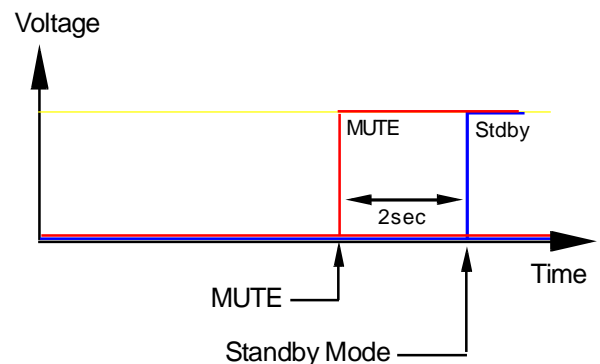 Voltage
MUTE
Stdby
2sec
Time
MUTE
Standby Mode